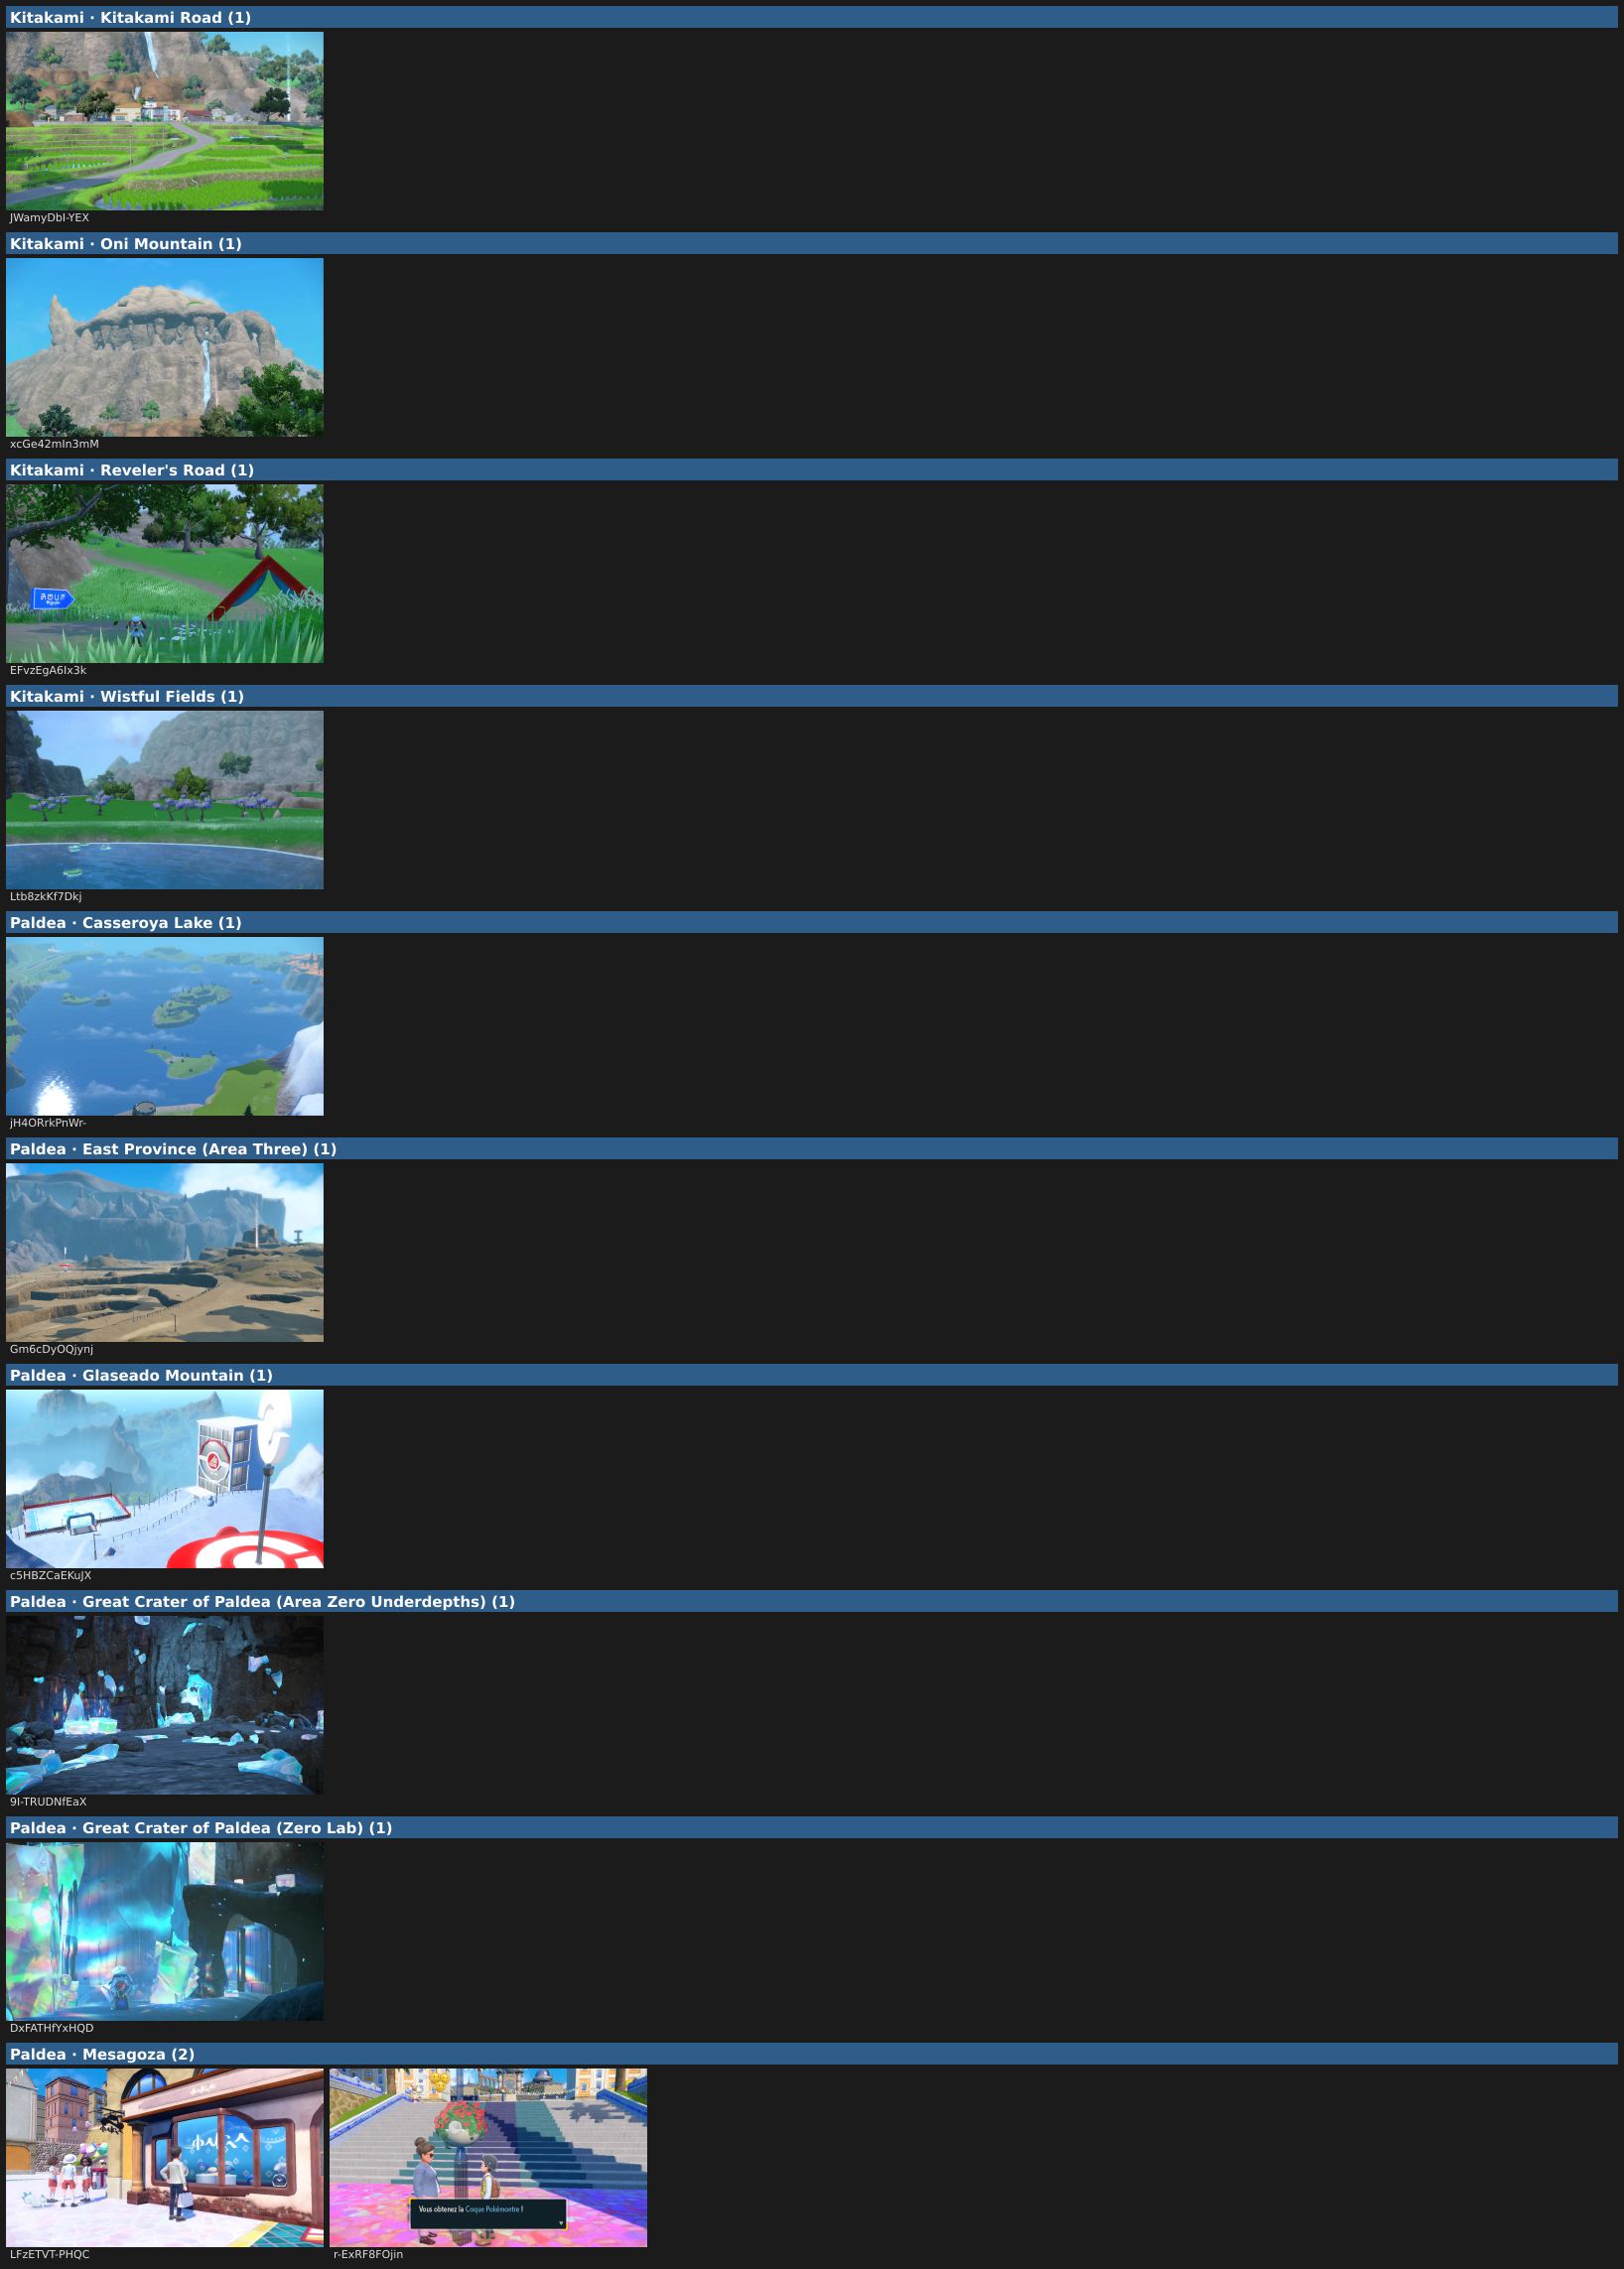 Kitakami · Kitakami Road (1)
JWamyDbI-YEX
Kitakami · Oni Mountain (1)
xcGe42mIn3mM
Kitakami · Reveler's Road (1)
EFvzEgA6Ix3k
Kitakami · Wistful Fields (1)
Ltb8zkKf7Dkj
Paldea · Casseroya Lake (1)
jH4ORrkPnWr-
Paldea · East Province (Area Three) (1)
Gm6cDyOQjynj
Paldea · Glaseado Mountain (1)
c5HBZCaEKuJX
Paldea · Great Crater of Paldea (Area Zero Underdepths) (1)
9I-TRUDNfEaX
Paldea · Great Crater of Paldea (Zero Lab) (1)
DxFATHfYxHQD
Paldea · Mesagoza (2)
Vous obtenez la Coque Pokémontre !
LFzETVT-PHQC
r-ExRF8FOjin